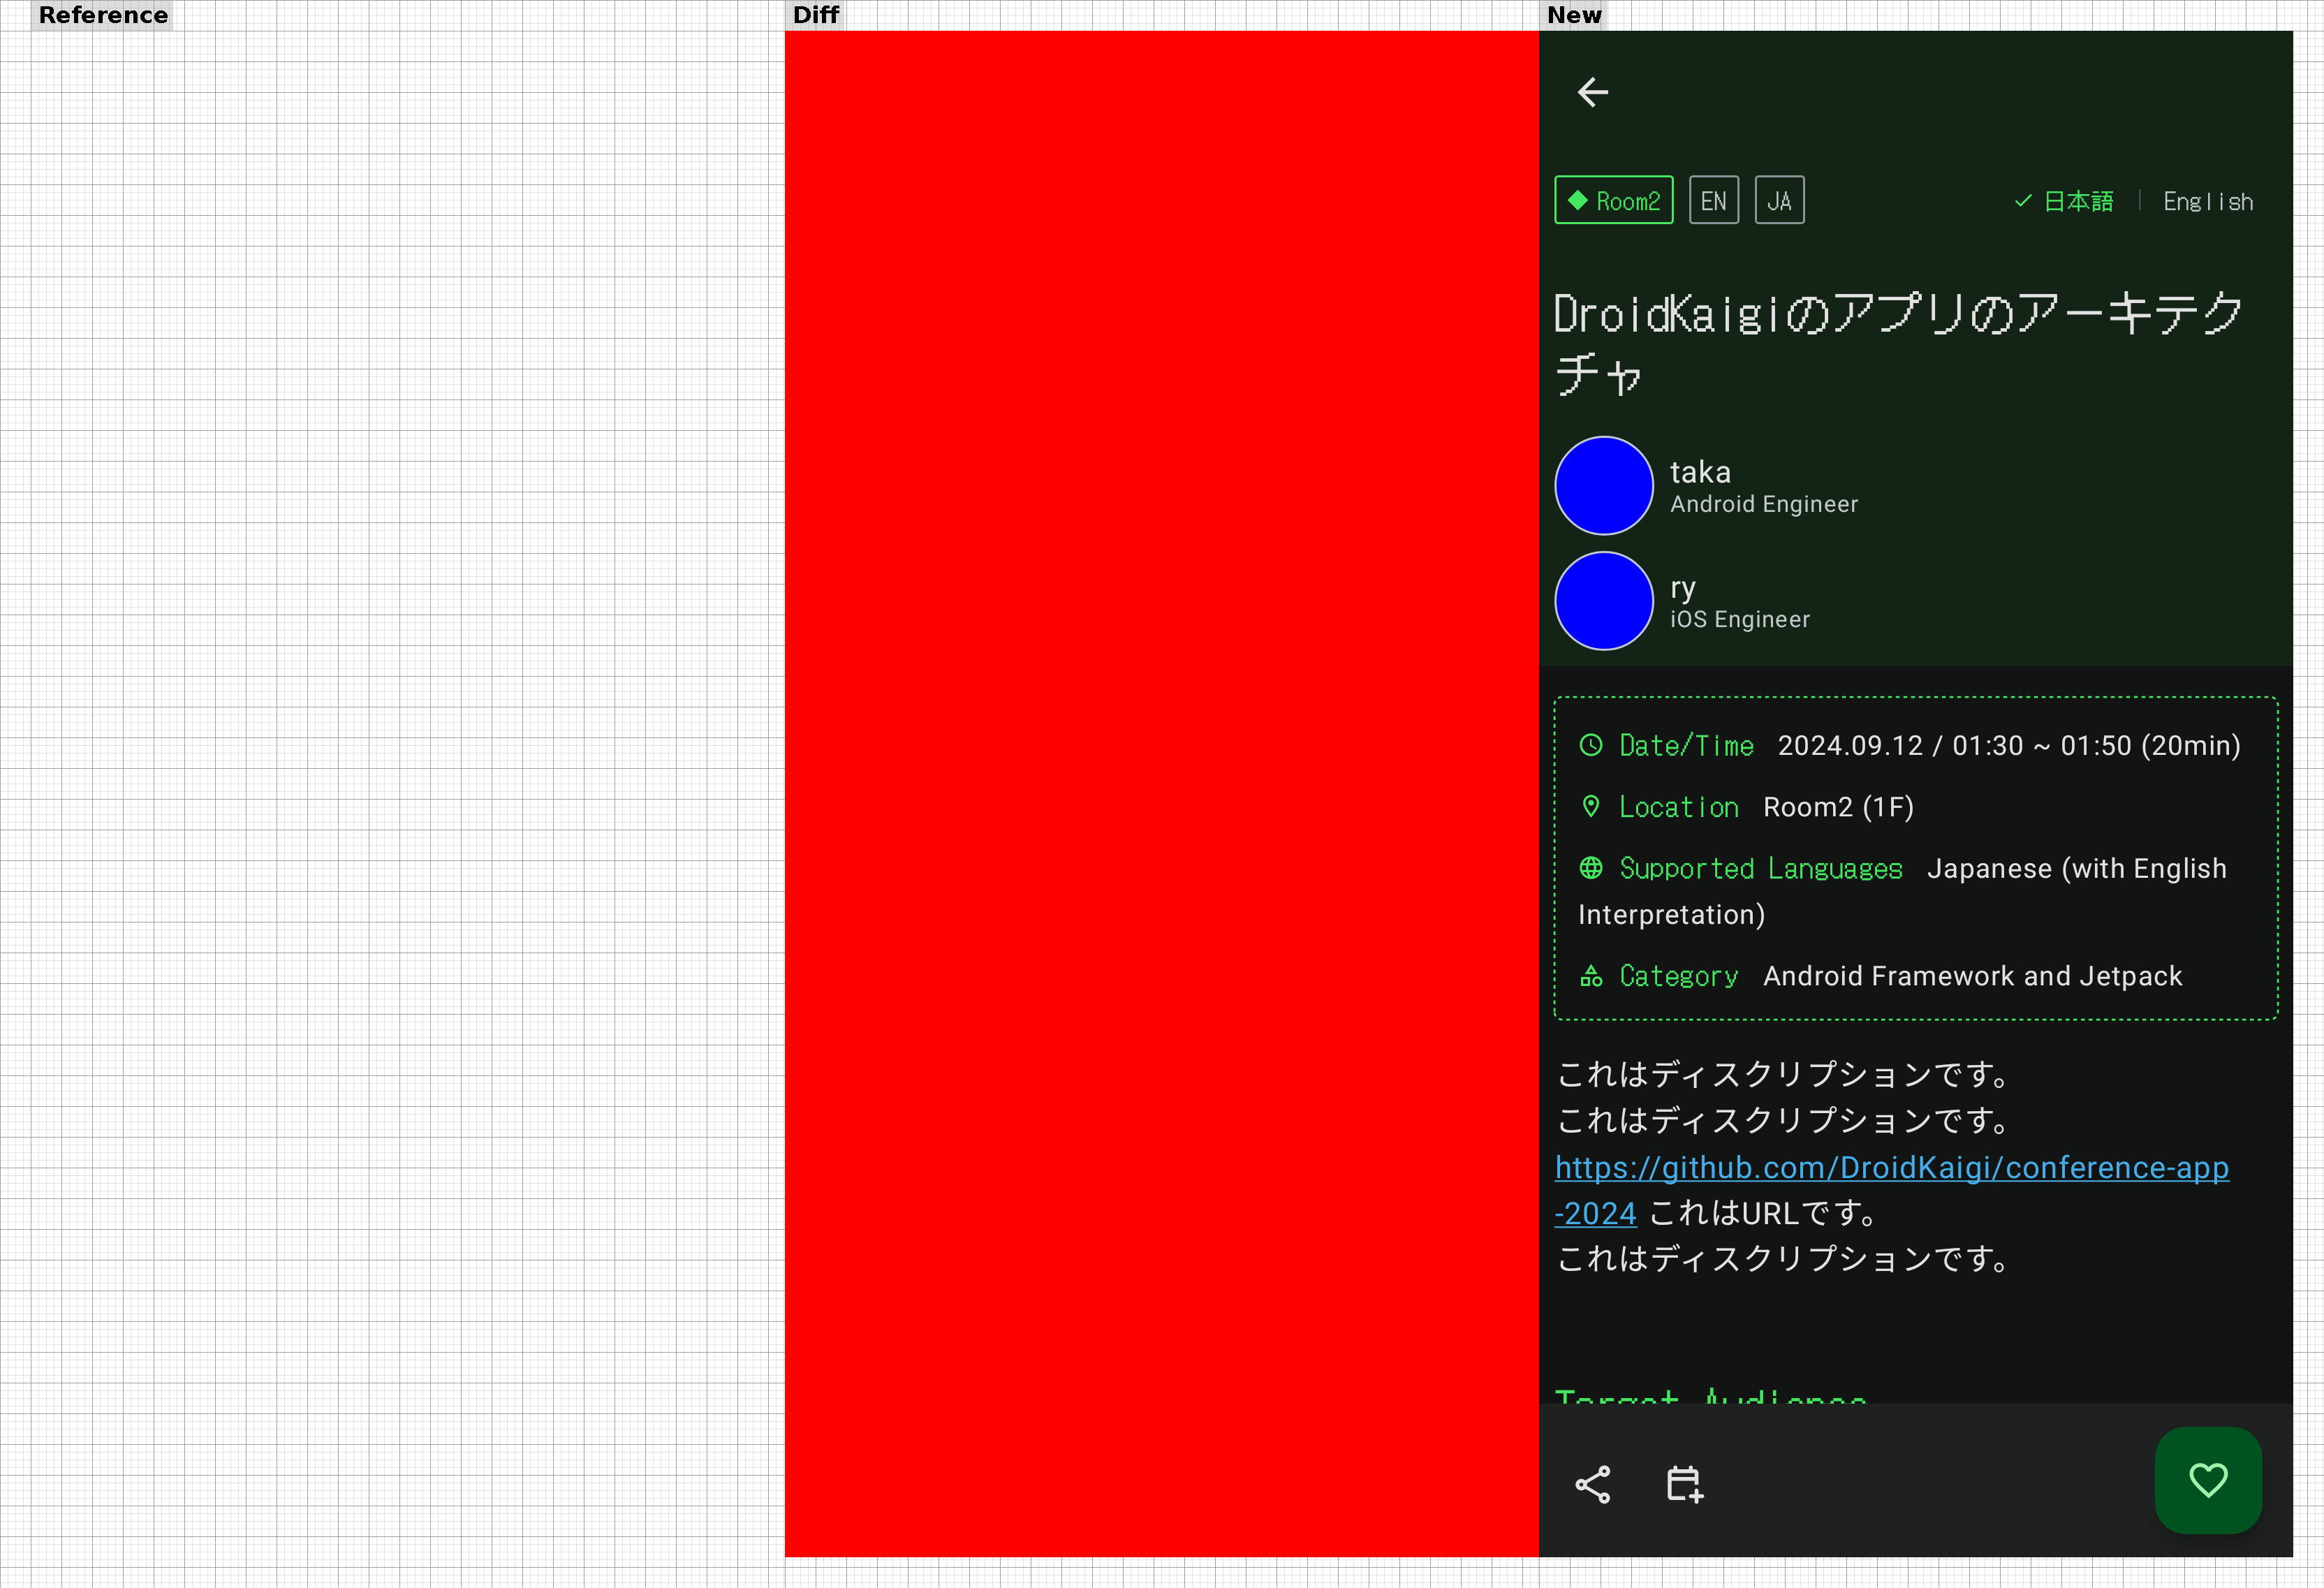 Reference
Diff
New
Room2 EN JA 日本語 English
DroidKaigiのアプリのアーキテク
チャ
taka
Android Engineer
ry
iOS Engineer
Date/Time 2024.09.12 / 01:30 ~ 01:50 (20min)
Location Room2 (1F)
Supported Languages Japanese (with English
Interpretation)
Category Android Framework and Jetpack
これはディスクリプションです。
これはディスクリプションです。
https://github.com/DroidKaigi/conference-app
-2024 これはURLです。
これはディスクリプションです。
Target Audience